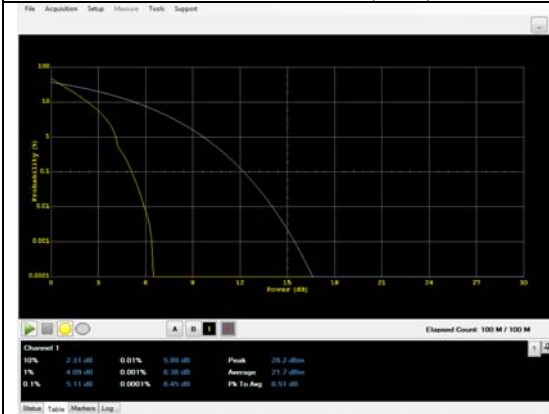 File Acquisition Setup Measure Tools Support
100
10
1
0.1
0.01
0.001
0.0001
Probability (%)
0 3 6 9 12 15 18 21 24 27 30
Power (dB)
A B 1
Elapsed Count: 100 M / 100 M
Channel 1
10% 2.31 dB 0.01% 5.88 dB Peak 28.2 dBm
1% 4.09 dB 0.001% 6.38 dB Average 21.7 dBm
0.1% 5.11 dB 0.0001% 6.45 dB Pk To Avg 6.51 dB
Status Table Markers Log